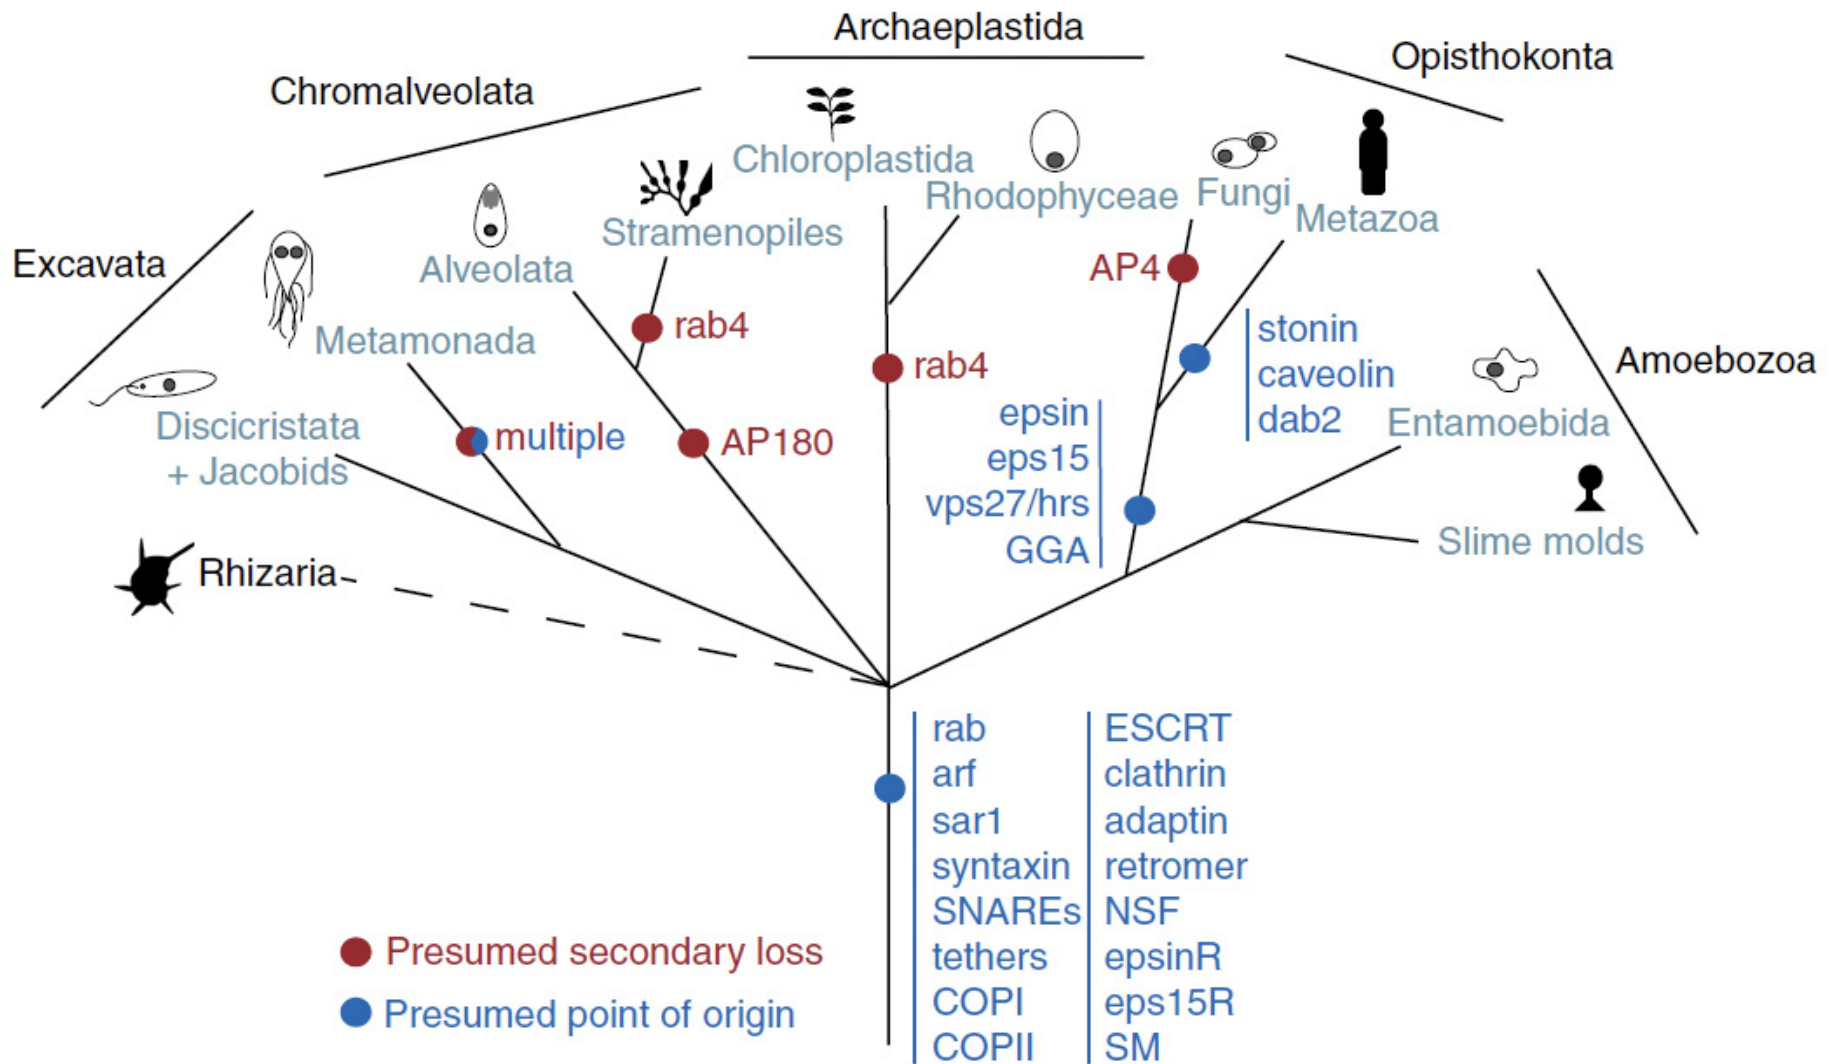 Archaeplastida
Opisthokonta
Chromalveolata
Chloroplastida
Rhodophyceae
Fungi
Metazoa
Stramenopiles
Excavata
Alveolata
AP4
rab4
stonin
caveolin
dab2
Metamonada
rab4
Amoebozoa
Discicristata
+ Jacobids
multiple
AP180
epsin
eps15
vps27/hrs
GGA
Entamoebida
Slime molds
Rhizaria
rab
arf
sar1
syntaxin
SNAREs
tethers
COPI
COPII
ESCRT
clathrin
adaptin
retromer
NSF
epsinR
eps15R
SM
Presumed secondary loss
Presumed point of origin